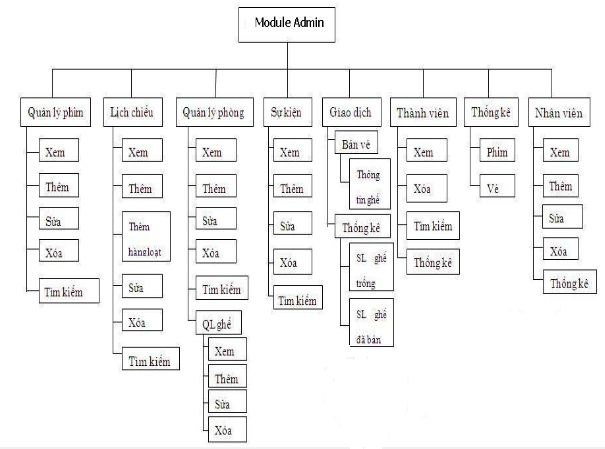 Module Admin
Quản lý phim
Xem
Thêm
Sửa
Xóa
Tìm kiếm
Lịch chiếu
Xem
Thêm
Thêm
hàng loạt
Sửa
Xóa
Tìm kiếm
Quản lý phòng
Xem
Thêm
Sửa
Xóa
Tìm kiếm
QL ghế
Xem
Thêm
Sửa
Xóa
Sự kiện
Xem
Thêm
Sửa
Xóa
Tìm kiếm
Giao dịch
Bán vé
Thông
tin ghế
Thống kê
SL ghế
trống
SL ghế
đã bán
Thành viên
Xem
Xóa
Tìm kiếm
Thống kê
Thống kê
Phim
Vé
Nhân viên
Xem
Thêm
Sửa
Xóa
Thống kê